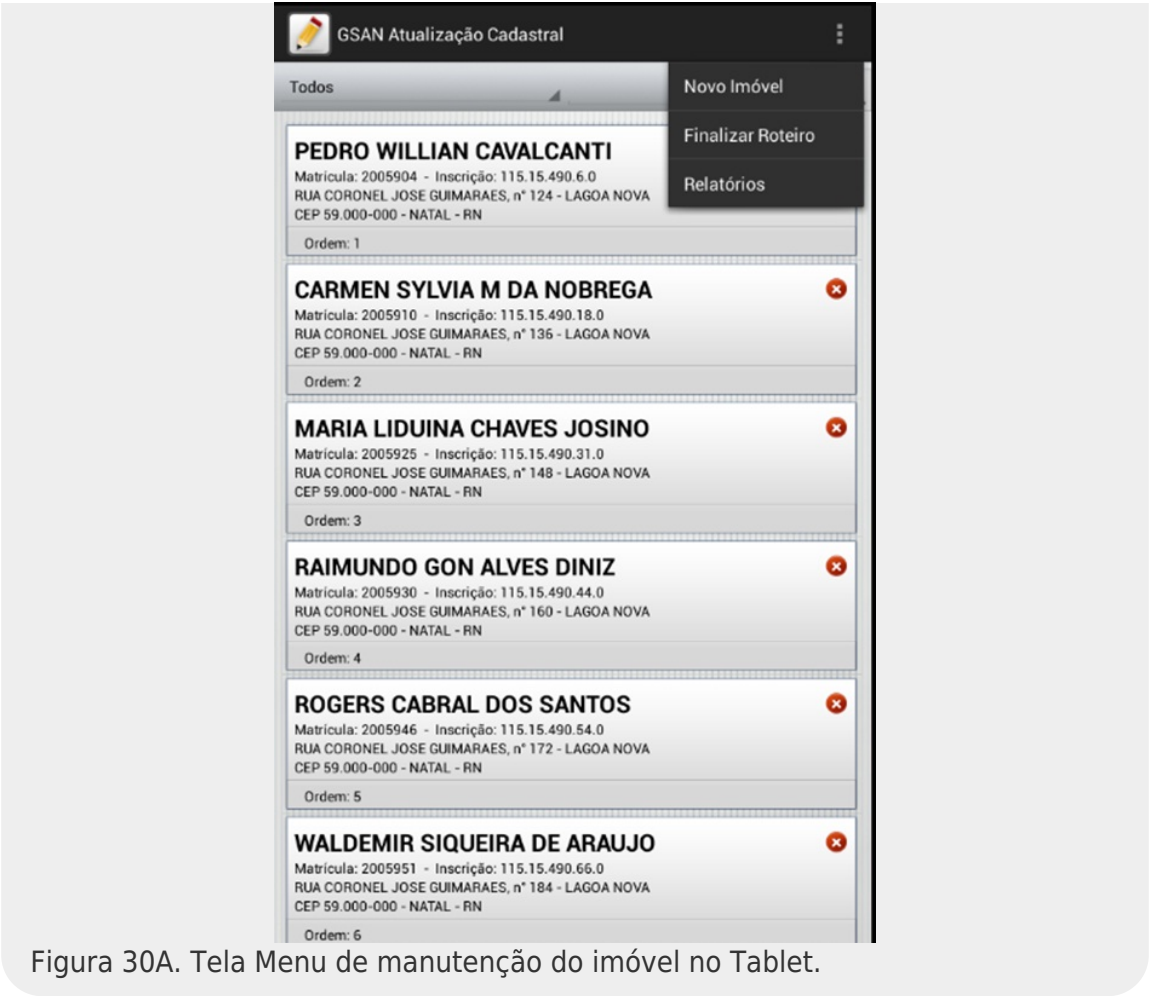 GSAN Atualização Cadastral
Todos
Novo Imóvel
Finalizar Roteiro
Relatórios
PEDRO WILLIAN CAVALCANTI
Matrícula: 2005904 - Inscrição: 115.15.490.6.0
RUA CORONEL JOSE GUIMARAES, n° 124 - LAGOA NOVA
CEP 59.000-000 - NATAL - RN
Ordem: 1
CARMEN SYLVIA M DA NOBREGA
Matrícula: 2005910 - Inscrição: 115.15.490.18.0
RUA CORONEL JOSE GUIMARAES, n° 136 - LAGOA NOVA
CEP 59.000-000 - NATAL - RN
Ordem: 2
MARIA LIDUINA CHAVES JOSINO
Matrícula: 2005925 - Inscrição: 115.15.490.31.0
RUA CORONEL JOSE GUIMARAES, n° 148 - LAGOA NOVA
CEP 59.000-000 - NATAL - RN
Ordem: 3
RAIMUNDO GON ALVES DINIZ
Matrícula: 2005930 - Inscrição: 115.15.490.44.0
RUA CORONEL JOSE GUIMARAES, n° 160 - LAGOA NOVA
CEP 59.000-000 - NATAL - RN
Ordem: 4
ROGERS CABRAL DOS SANTOS
Matrícula: 2005946 - Inscrição: 115.15.490.54.0
RUA CORONEL JOSE GUIMARAES, n° 172 - LAGOA NOVA
CEP 59.000-000 - NATAL - RN
Ordem: 5
WALDEMIR SIQUEIRA DE ARAUJO
Matrícula: 2005951 - Inscrição: 115.15.490.66.0
RUA CORONEL JOSE GUIMARAES, n° 184 - LAGOA NOVA
CEP 59.000-000 - NATAL - RN
Ordem: 6
Figura 30A. Tela Menu de manutenção do imóvel no Tablet.